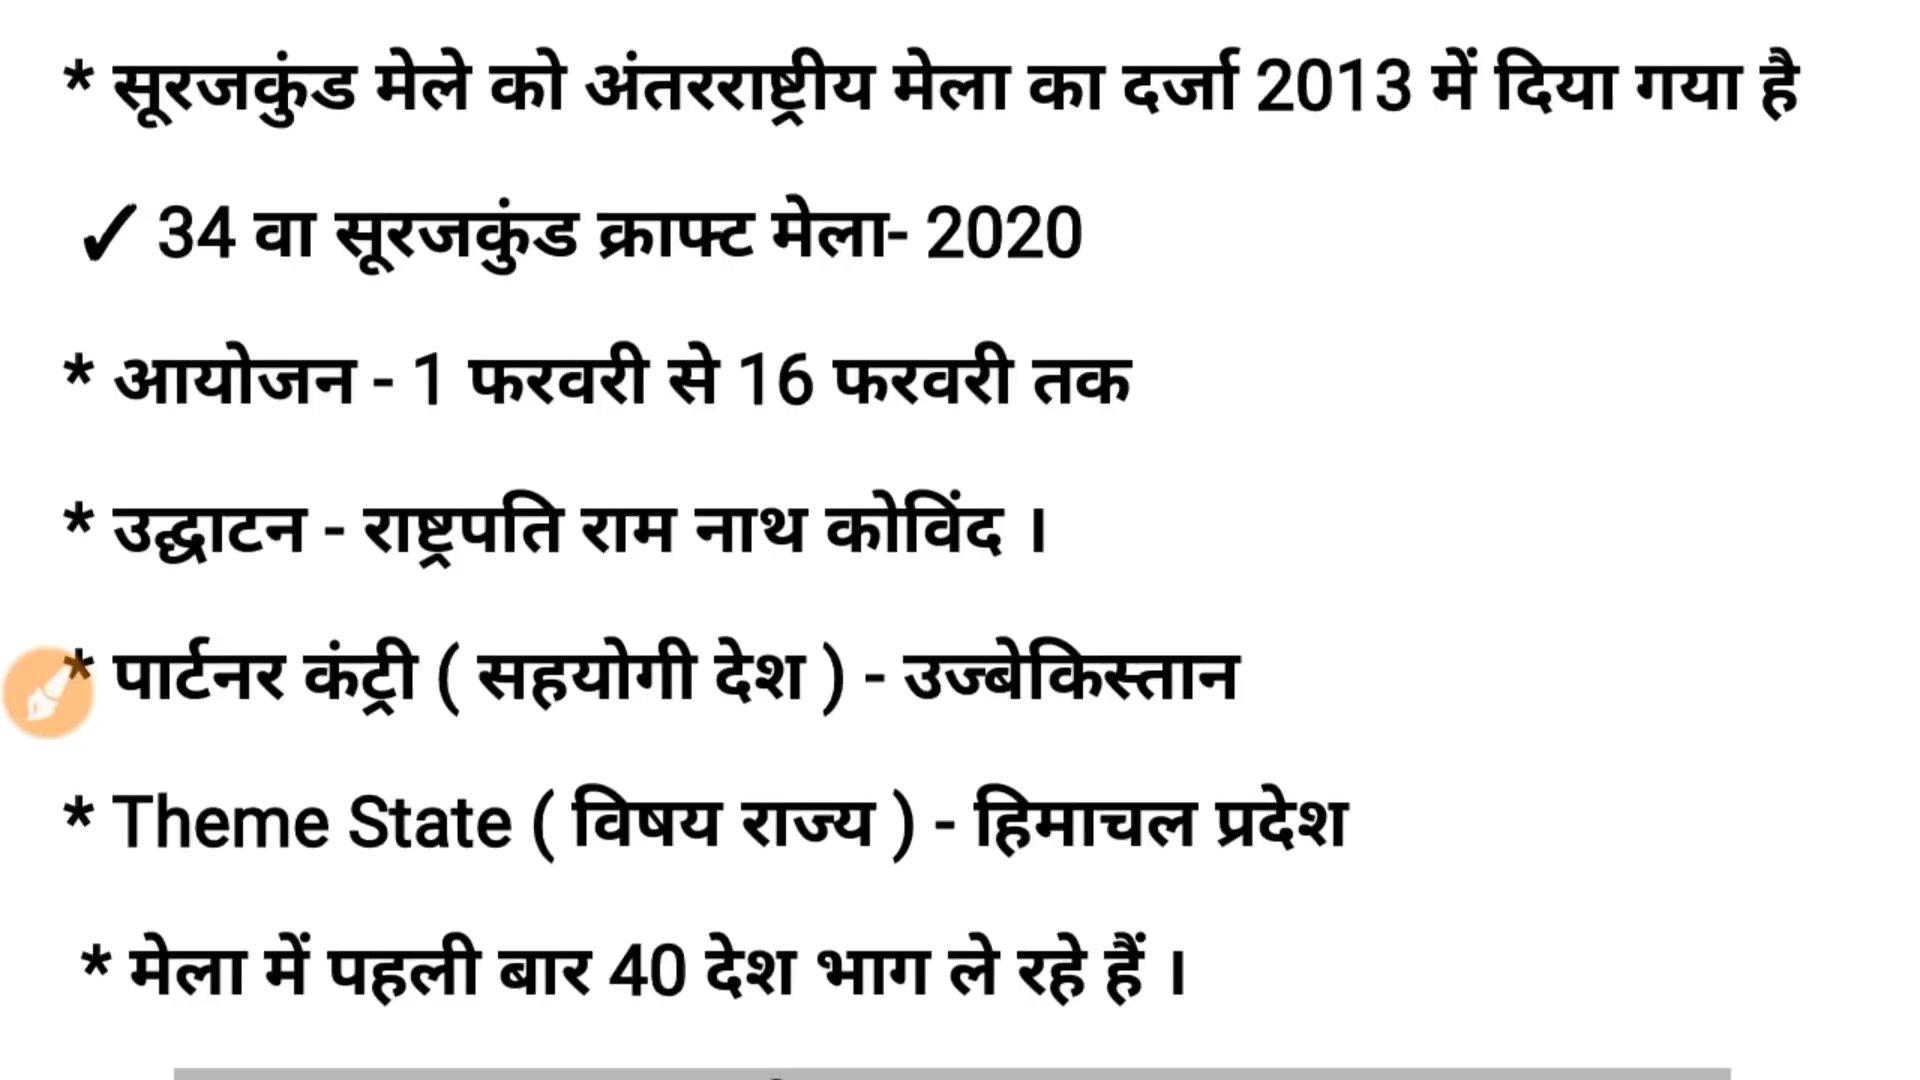 * सूरजकुंड मेले को अंतरराष्ट्रीय मेला का दर्जा 2013 में दिया गया है
✓ 34 वा सूरजकुंड क्राफ्ट मेला- 2020
* आयोजन - 1 फरवरी से 16 फरवरी तक
* उद्घाटन - राष्ट्रपति राम नाथ कोविंद ।
* पार्टनर कंट्री ( सहयोगी देश ) - उज्बेकिस्तान
* Theme State ( विषय राज्य ) - हिमाचल प्रदेश
* मेला में पहली बार 40 देश भाग ले रहे हैं ।